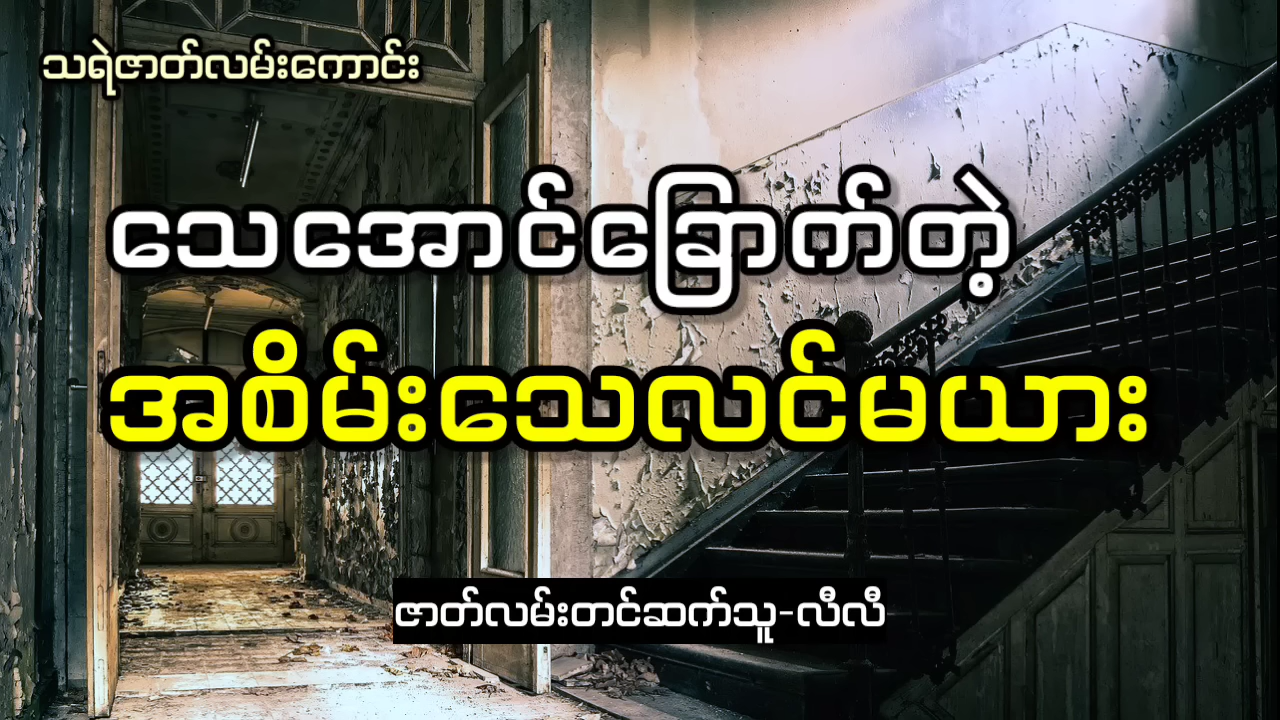 သရဲဇာတ်လမ်းကောင်း
သေအောင်ခြောက်တဲ့
အစိမ်းသေလင်မယား
ဇာတ်လမ်းတင်ဆက်သူ-လီလီ